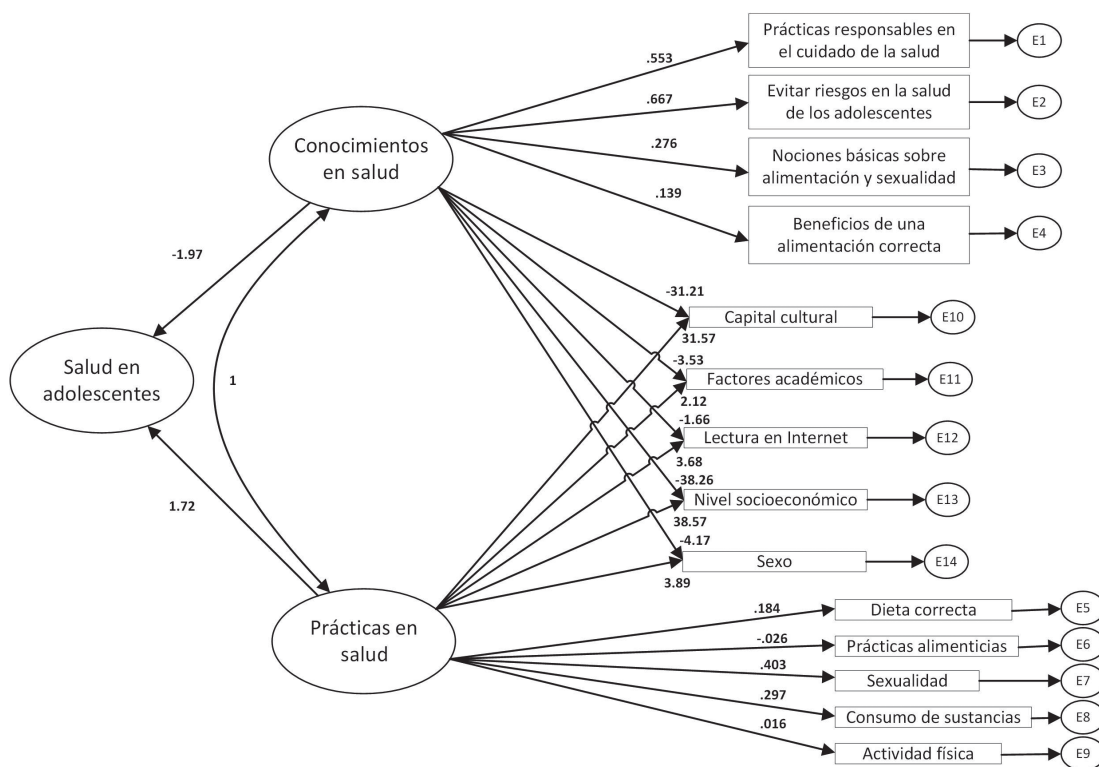 Prácticas responsables en
el cuidado de la salud
E1
.553
Evitar riesgos en la salud
de los adolescentes
E2
.667
Conocimientos
en salud
Nociones básicas sobre
alimentación y sexualidad
E3
.276
.139
Beneficios de una
alimentación correcta
E4
-1.97
-31.21
Capital cultural
E10
31.57
Salud en
adolescentes
1
-3.53
Factores académicos
E11
2.12
-1.66
Lectura en Internet
E12
3.68
-38.26
Nivel socioeconómico
E13
1.72
38.57
-4.17
Sexo
E14
3.89
Prácticas en
salud
.184
Dieta correcta
E5
-.026
Prácticas alimenticias
E6
.403
Sexualidad
E7
.297
Consumo de sustancias
E8
.016
Actividad física
E9